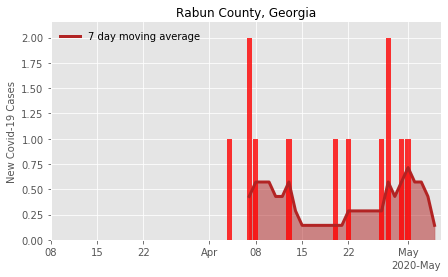 Rabun County, Georgia
7 day moving average
New Covid-19 Cases
2.00
1.75
1.50
1.25
1.00
0.75
0.50
0.25
0.00
08 15 22 Apr 08 15 22 May
2020-May